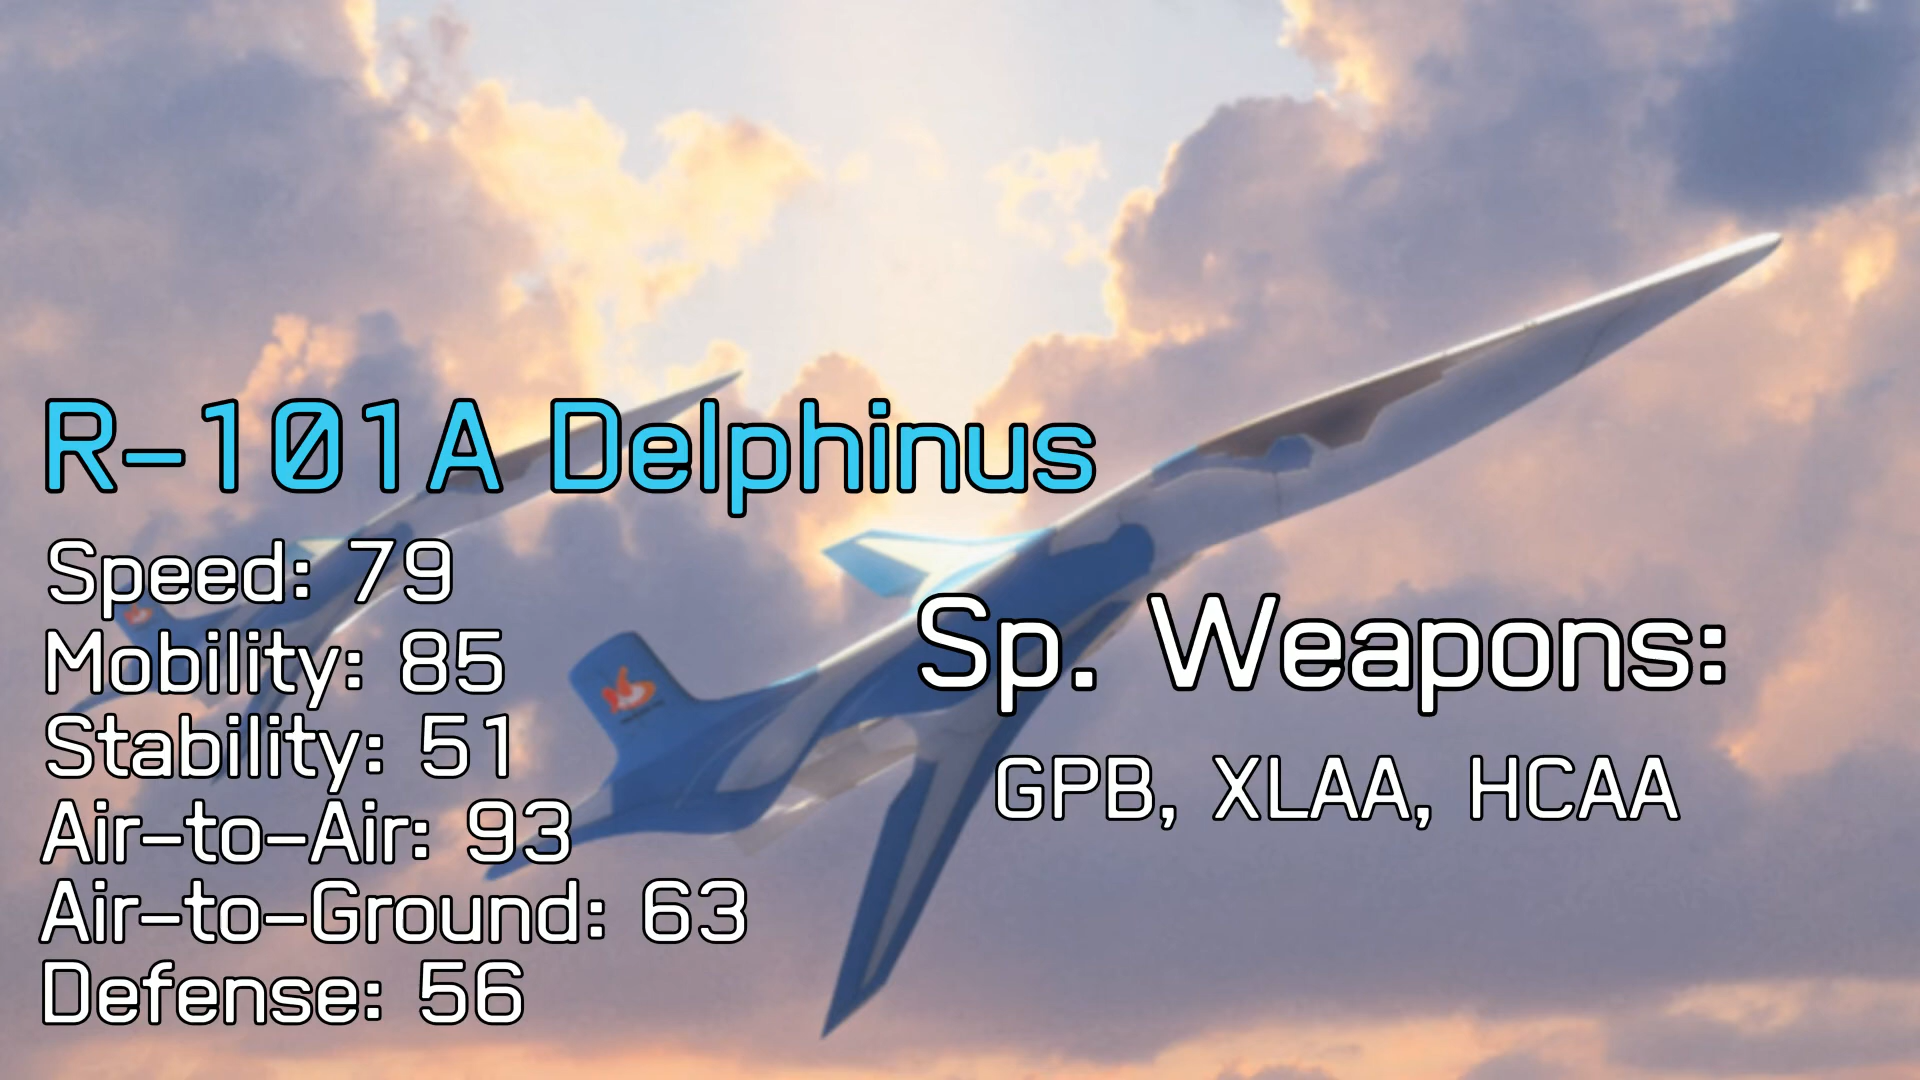 R-101A Delphinus
Speed: 79
Mobility: 85
Stability: 51
Air-to-Air: 93
Air-to-Ground: 63
Defense: 56
Sp. Weapons:
GPB, XLAA, HCAA